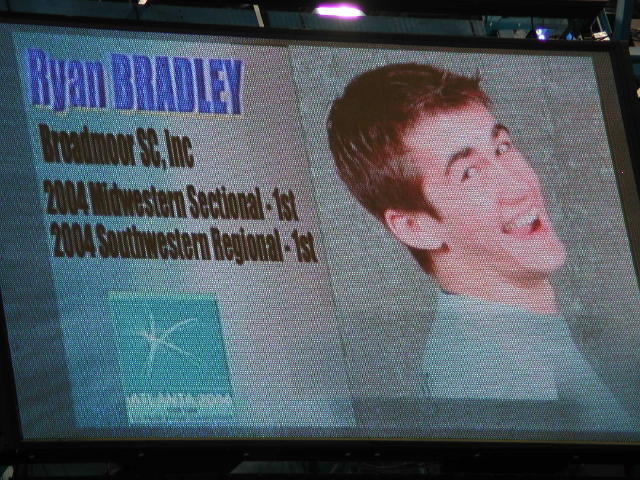 Ryan BRADLEY
Broadmoor SC, Inc
2004 Midwestern Sectional - 1st
2004 Southwestern Regional - 1st
ATLANTA 2004